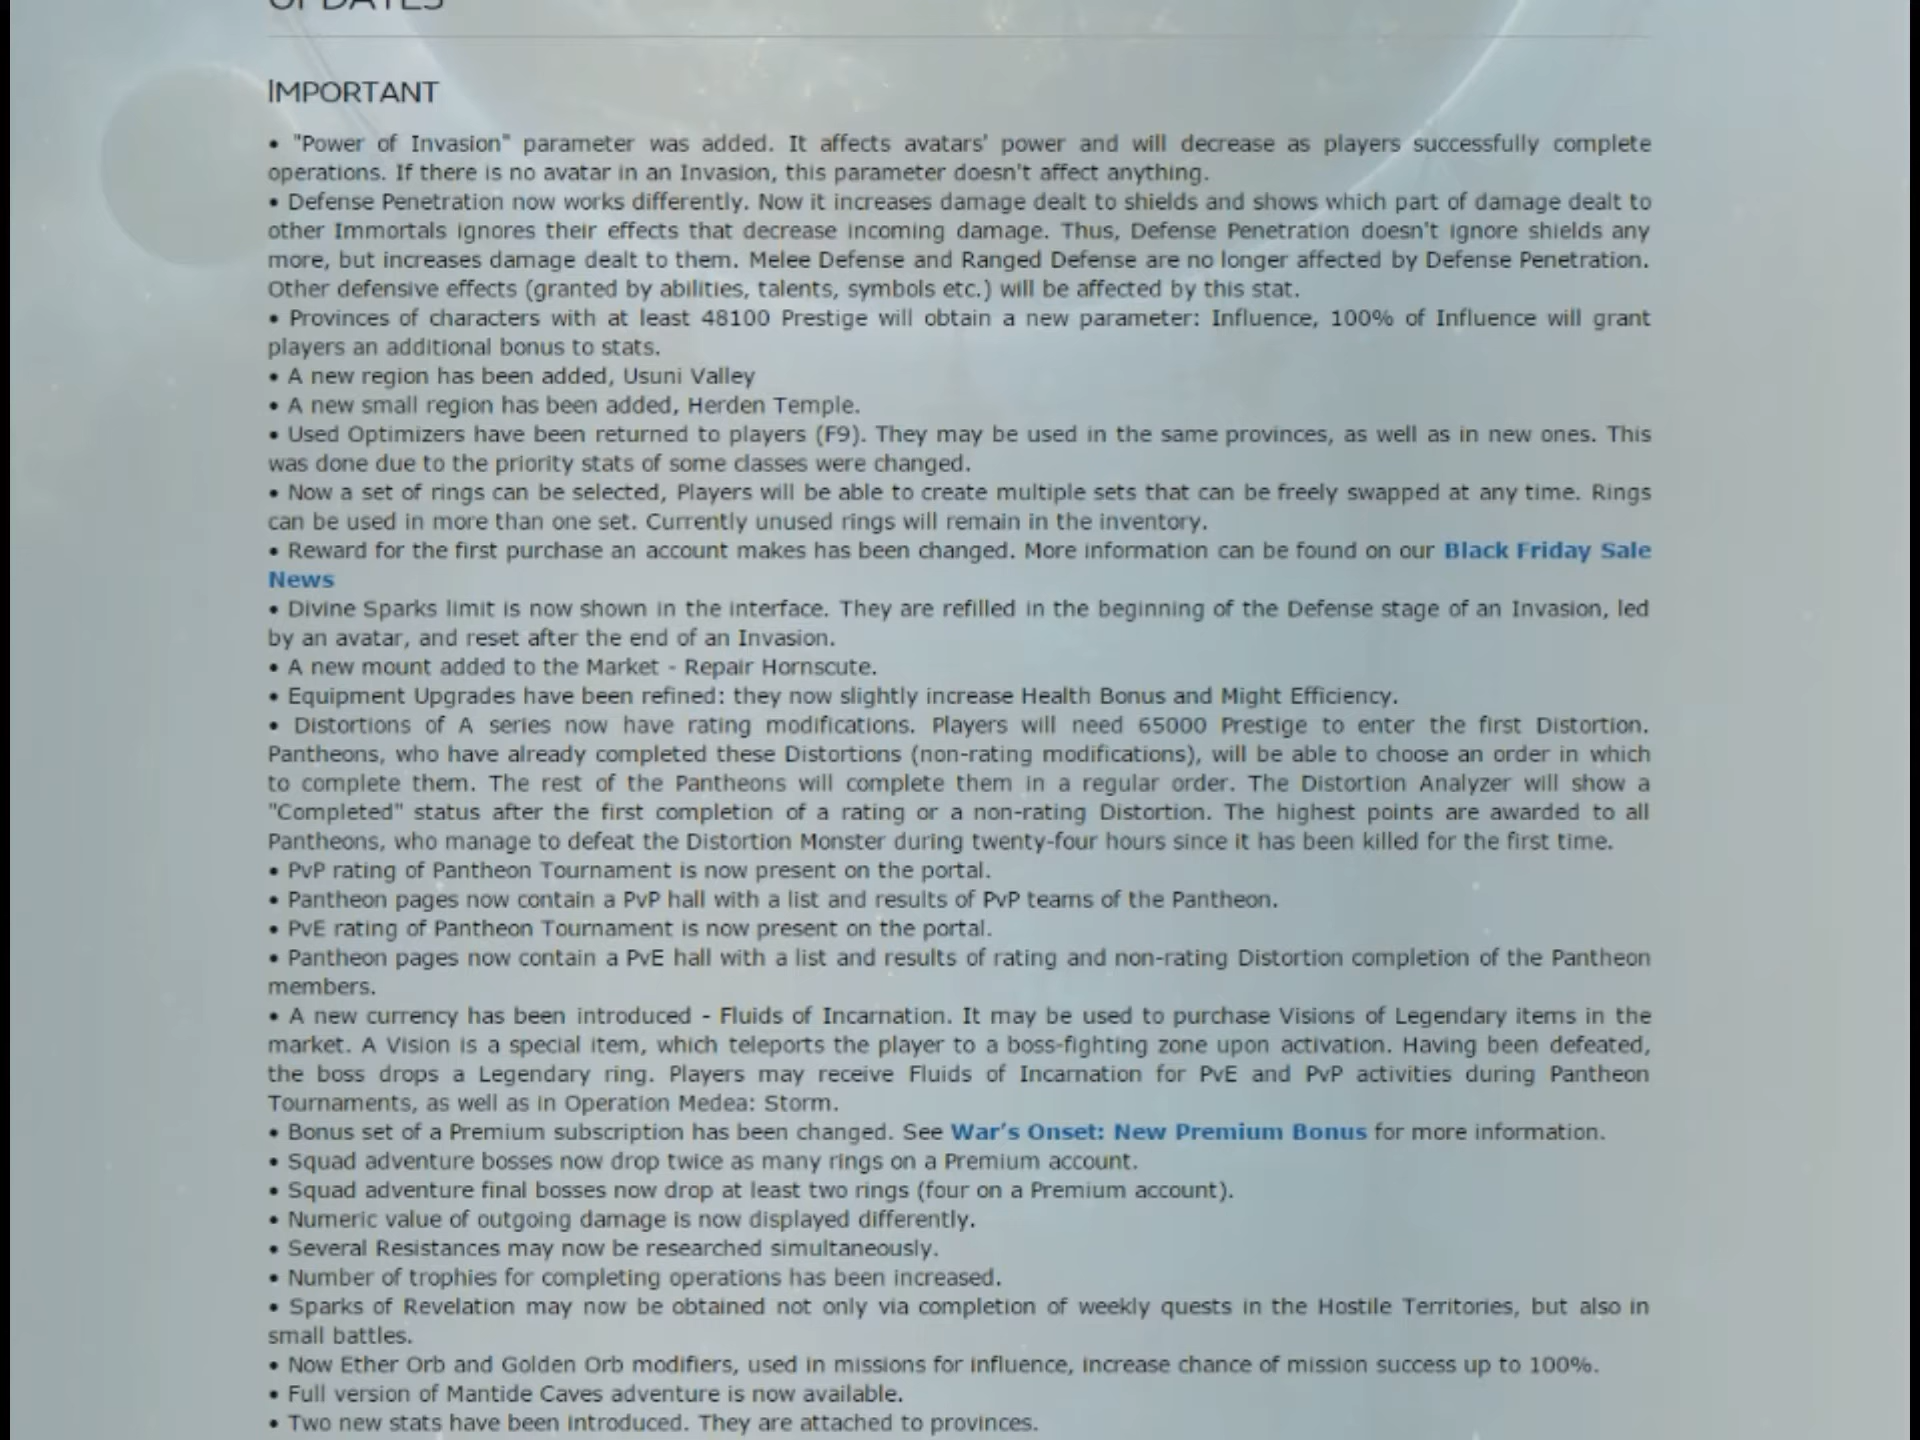 UPDATES
IMPORTANT
• "Power of Invasion" parameter was added. It affects avatars' power and will decrease as players successfully complete
operations. If there is no avatar in an Invasion, this parameter doesn't affect anything.
• Defense Penetration now works differently. Now it increases damage dealt to shields and shows which part of damage dealt to
other Immortals ignores their effects that decrease incoming damage. Thus, Defense Penetration doesn't ignore shields any
more, but increases damage dealt to them. Melee Defense and Ranged Defense are no longer affected by Defense Penetration.
Other defensive effects (granted by abilities, talents, symbols etc.) will be affected by this stat.
• Provinces of characters with at least 48100 Prestige will obtain a new parameter: Influence, 100% of Influence will grant
players an additional bonus to stats.
• A new region has been added, Usuni Valley
• A new small region has been added, Herden Temple.
• Used Optimizers have been returned to players (F9). They may be used in the same provinces, as well as in new ones. This
was done due to the priority stats of some classes were changed.
• Now a set of rings can be selected, Players will be able to create multiple sets that can be freely swapped at any time. Rings
can be used in more than one set. Currently unused rings will remain in the inventory.
• Reward for the first purchase an account makes has been changed. More information can be found on our Black Friday Sale
News
• Divine Sparks limit is now shown in the interface. They are refilled in the beginning of the Defense stage of an Invasion, led
by an avatar, and reset after the end of an Invasion.
• A new mount added to the Market - Repair Hornscute.
• Equipment Upgrades have been refined: they now slightly increase Health Bonus and Might Efficiency.
• Distortions of A series now have rating modifications. Players will need 65000 Prestige to enter the first Distortion.
Pantheons, who have already completed these Distortions (non-rating modifications), will be able to choose an order in which
to complete them. The rest of the Pantheons will complete them in a regular order. The Distortion Analyzer will show a
"Completed" status after the first completion of a rating or a non-rating Distortion. The highest points are awarded to all
Pantheons, who manage to defeat the Distortion Monster during twenty-four hours since it has been killed for the first time.
• PvP rating of Pantheon Tournament is now present on the portal.
• Pantheon pages now contain a PvP hall with a list and results of PvP teams of the Pantheon.
• PvE rating of Pantheon Tournament is now present on the portal.
• Pantheon pages now contain a PvE hall with a list and results of rating and non-rating Distortion completion of the Pantheon
members.
• A new currency has been introduced - Fluids of Incarnation. It may be used to purchase Visions of Legendary items in the
market. A Vision is a special item, which teleports the player to a boss-fighting zone upon activation. Having been defeated,
the boss drops a Legendary ring. Players may receive Fluids of Incarnation for PvE and PvP activities during Pantheon
Tournaments, as well as in Operation Medea: Storm.
• Bonus set of a Premium subscription has been changed. See War's Onset: New Premium Bonus for more information.
• Squad adventure bosses now drop twice as many rings on a Premium account.
• Squad adventure final bosses now drop at least two rings (four on a Premium account).
• Numeric value of outgoing damage is now displayed differently.
• Several Resistances may now be researched simultaneously.
• Number of trophies for completing operations has been increased.
• Sparks of Revelation may now be obtained not only via completion of weekly quests in the Hostile Territories, but also in
small battles.
• Now Ether Orb and Golden Orb modifiers, used in missions for influence, increase chance of mission success up to 100%.
• Full version of Mantide Caves adventure is now available.
• Two new stats have been introduced. They are attached to provinces.